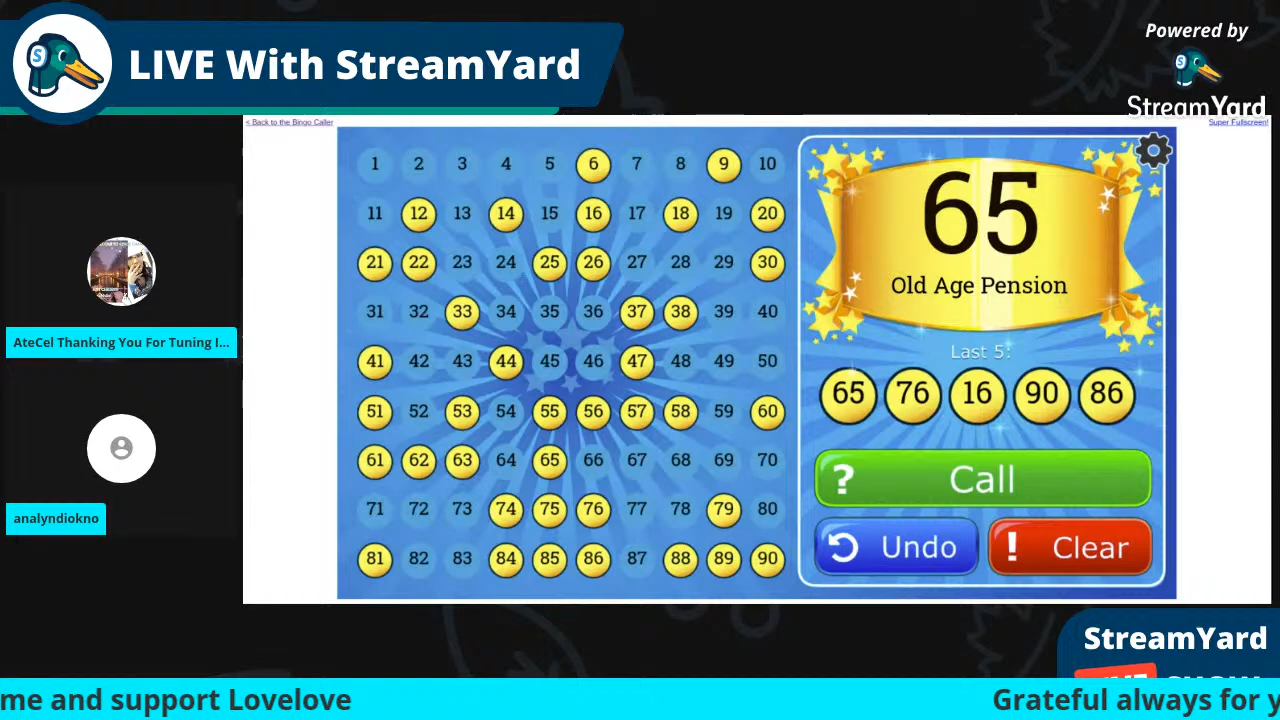 LIVE With StreamYard
Powered by
StreamYard
< Back to the Bingo Caller
Super Fullscreen!
1 2 3 4 5 6 7 8 9 10
11 12 13 14 15 16 17 18 19 20
21 22 23 24 25 26 27 28 29 30
31 32 33 34 35 36 37 38 39 40
41 42 43 44 45 46 47 48 49 50
51 52 53 54 55 56 57 58 59 60
61 62 63 64 65 66 67 68 69 70
71 72 73 74 75 76 77 78 79 80
81 82 83 84 85 86 87 88 89 90
65
Old Age Pension
Last 5:
65 76 16 90 86
? Call
Undo
! Clear
AteCel Thanking You For Tuning I...
analyndiokno
StreamYard
me and support Lovelove
Grateful always for y